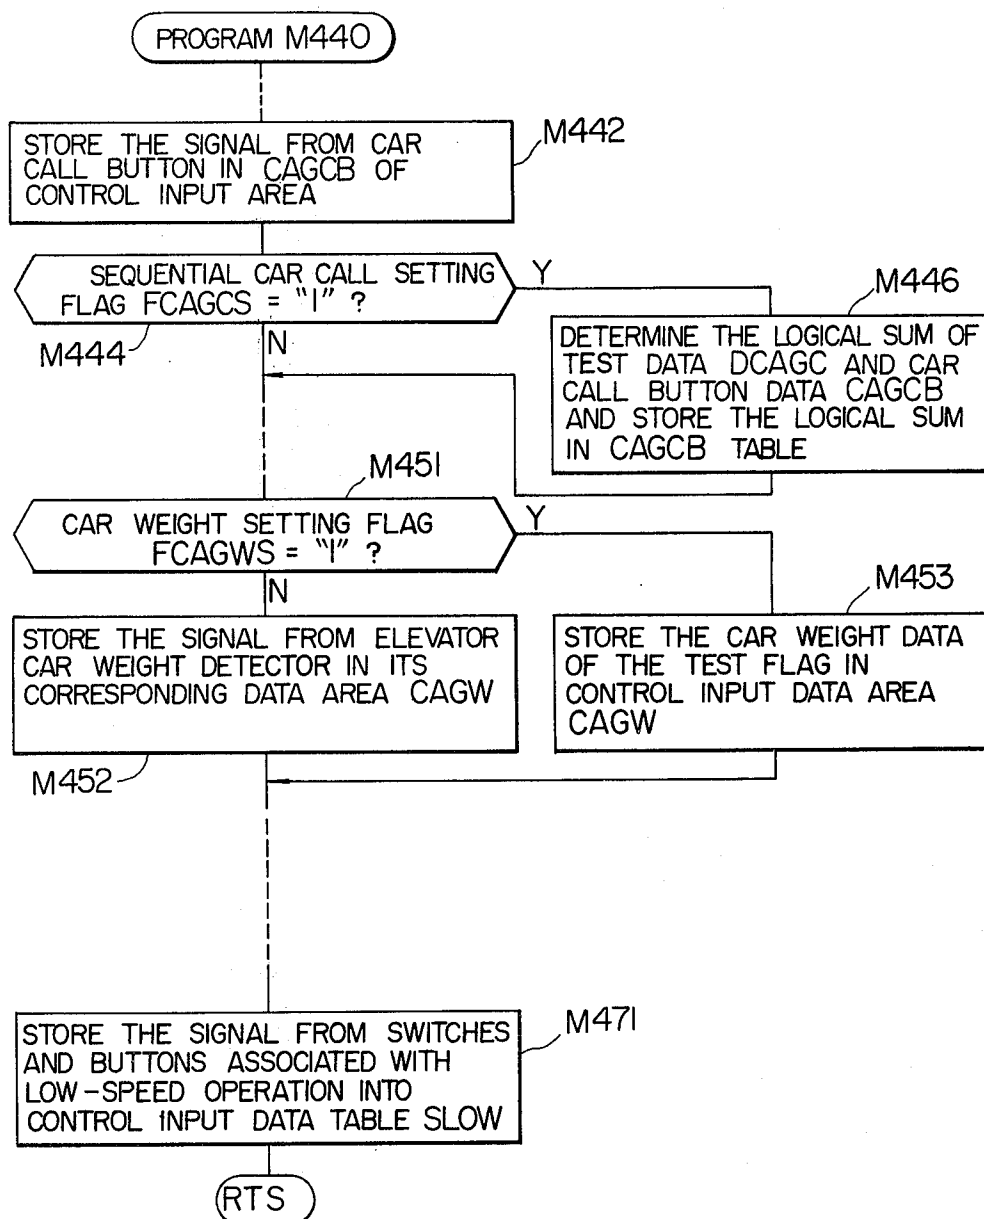 PROGRAM M440
STORE THE SIGNAL FROM CAR
CALL BUTTON IN CAGCB OF
CONTROL INPUT AREA
M442
SEQUENTIAL CAR CALL SETTING
FLAG FCAGCS = "1" ?
Y
M444
N
M446
DETERMINE THE LOGICAL SUM OF
TEST DATA DCAGC AND CAR
CALL BUTTON DATA CAGCB
AND STORE THE LOGICAL SUM
IN CAGCB TABLE
M451
CAR WEIGHT SETTING FLAG
FCAGWS = "1" ?
Y
N
M453
STORE THE SIGNAL FROM ELEVATOR
CAR WEIGHT DETECTOR IN ITS
CORRESPONDING DATA AREA CAGW
M452
STORE THE CAR WEIGHT DATA
OF THE TEST FLAG IN
CONTROL INPUT DATA AREA
CAGW
STORE THE SIGNAL FROM SWITCHES
AND BUTTONS ASSOCIATED WITH
LOW-SPEED OPERATION INTO
CONTROL INPUT DATA TABLE SLOW
M471
RTS